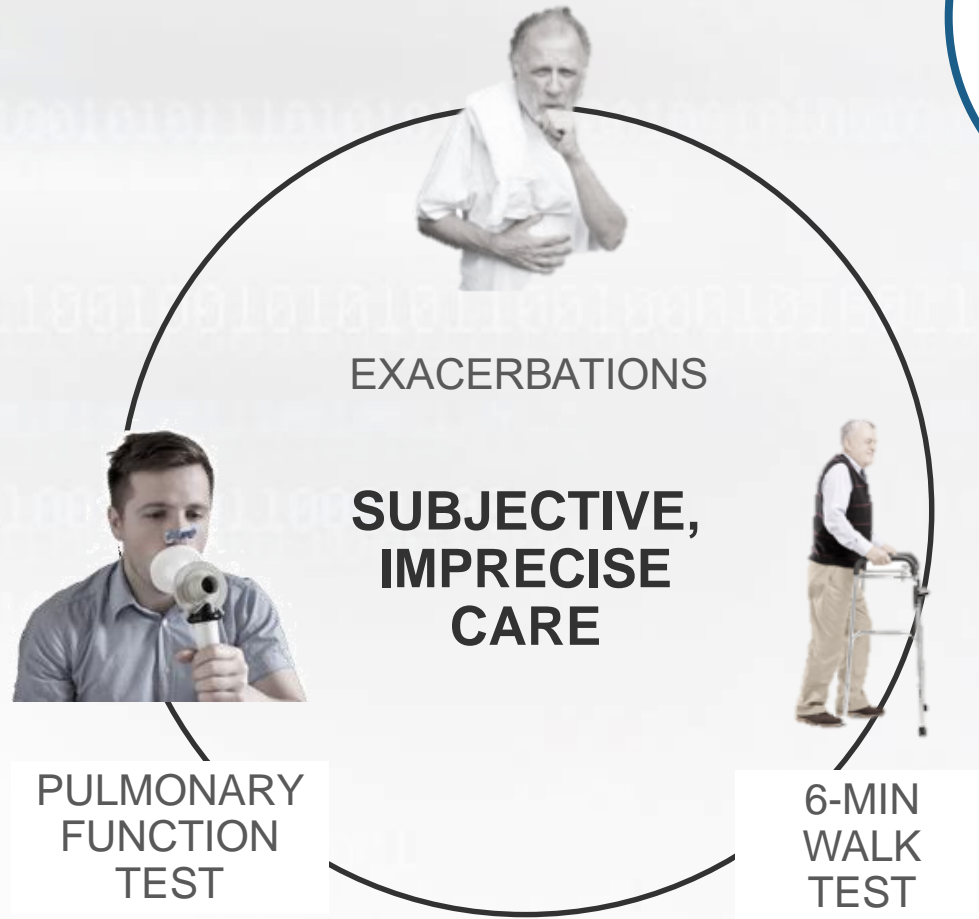 EXACERBATIONS
SUBJECTIVE,
IMPRECISE
CARE
PULMONARY
FUNCTION
TEST
6-MIN
WALK
TEST